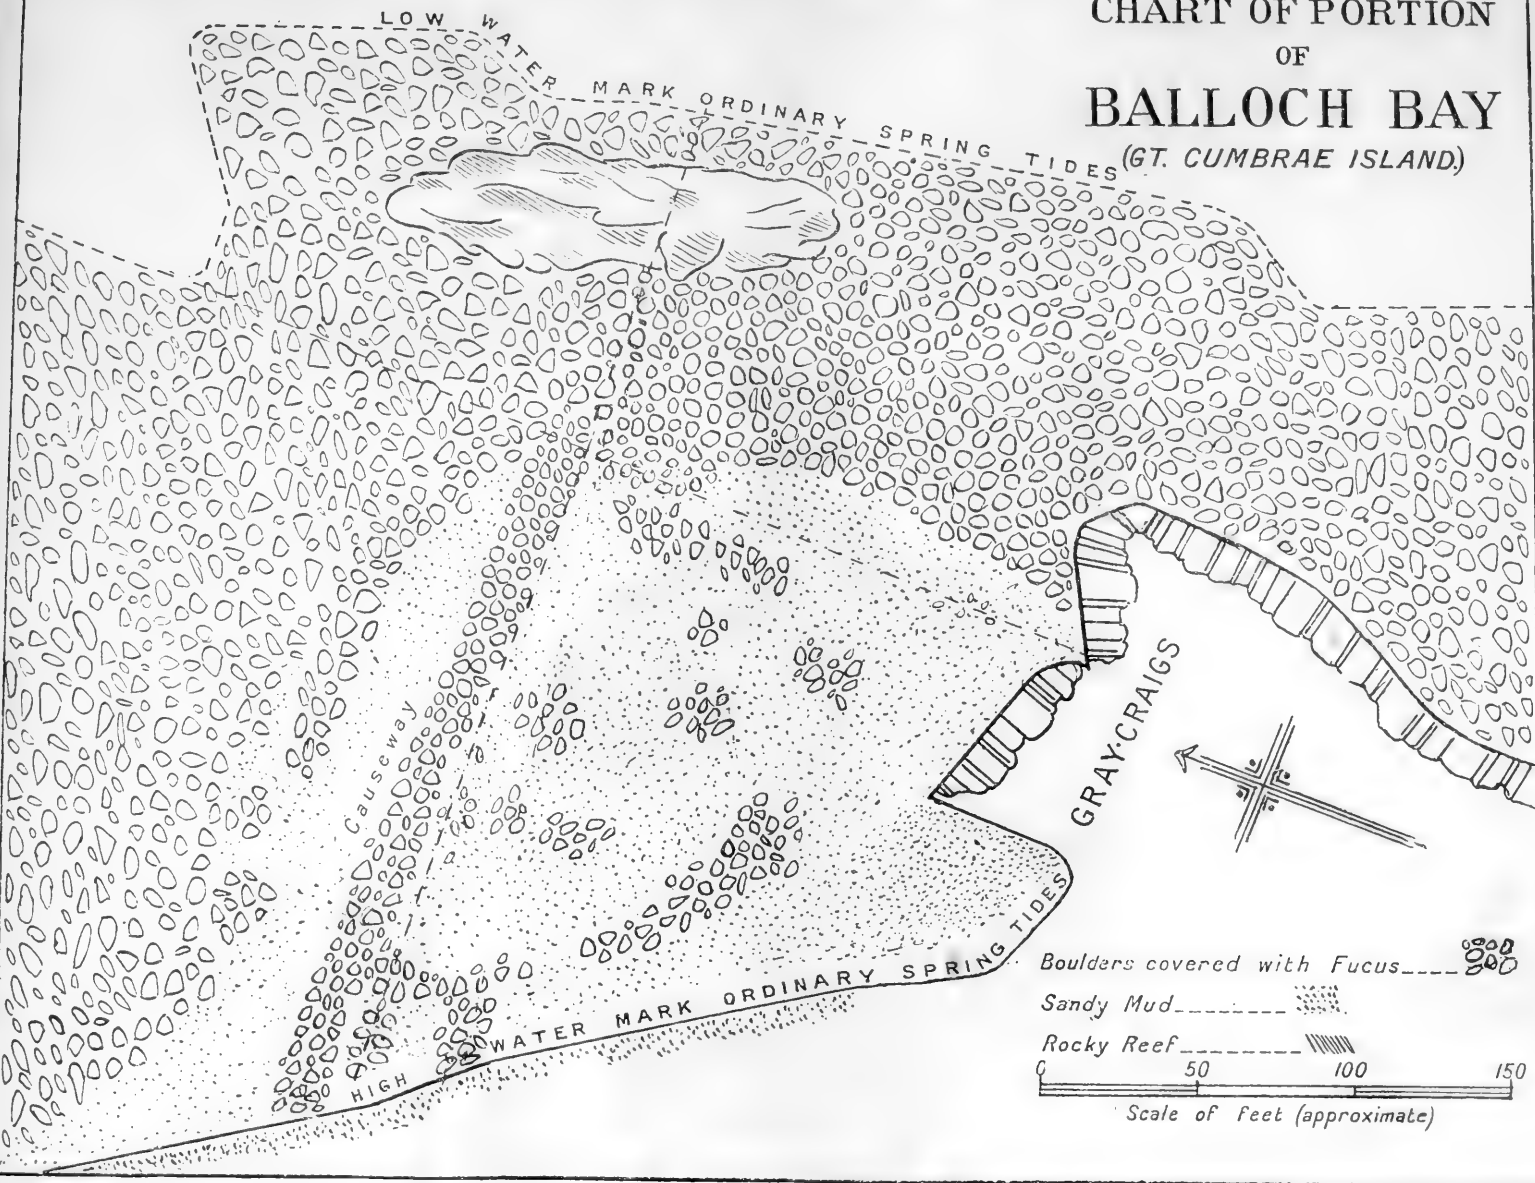 CHART OF PORTION
OF
BALLOCH BAY
(GT. CUMBRAE ISLAND.)
LOW WATER MARK ORDINARY SPRING TIDES
GRAY·CRAIGS
Causeway
HIGH WATER MARK ORDINARY SPRING TIDES
Boulders covered with Fucus
Sandy Mud
Rocky Reef
0 50 100 150
Scale of feet (approximate)